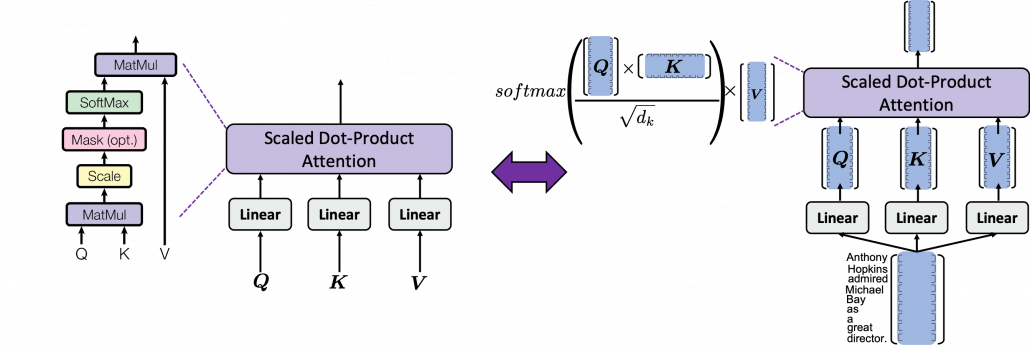 MatMul
SoftMax
Mask (opt.)
Scale
MatMul
Q K V
Scaled Dot-Product
Attention
Linear Linear Linear
Q K V
softmax
Q × K
√dk
× V
Scaled Dot-Product
Attention
Q K V
Linear Linear Linear
Anthony
Hopkins
admired
Michael
Bay
as
a
great
director.